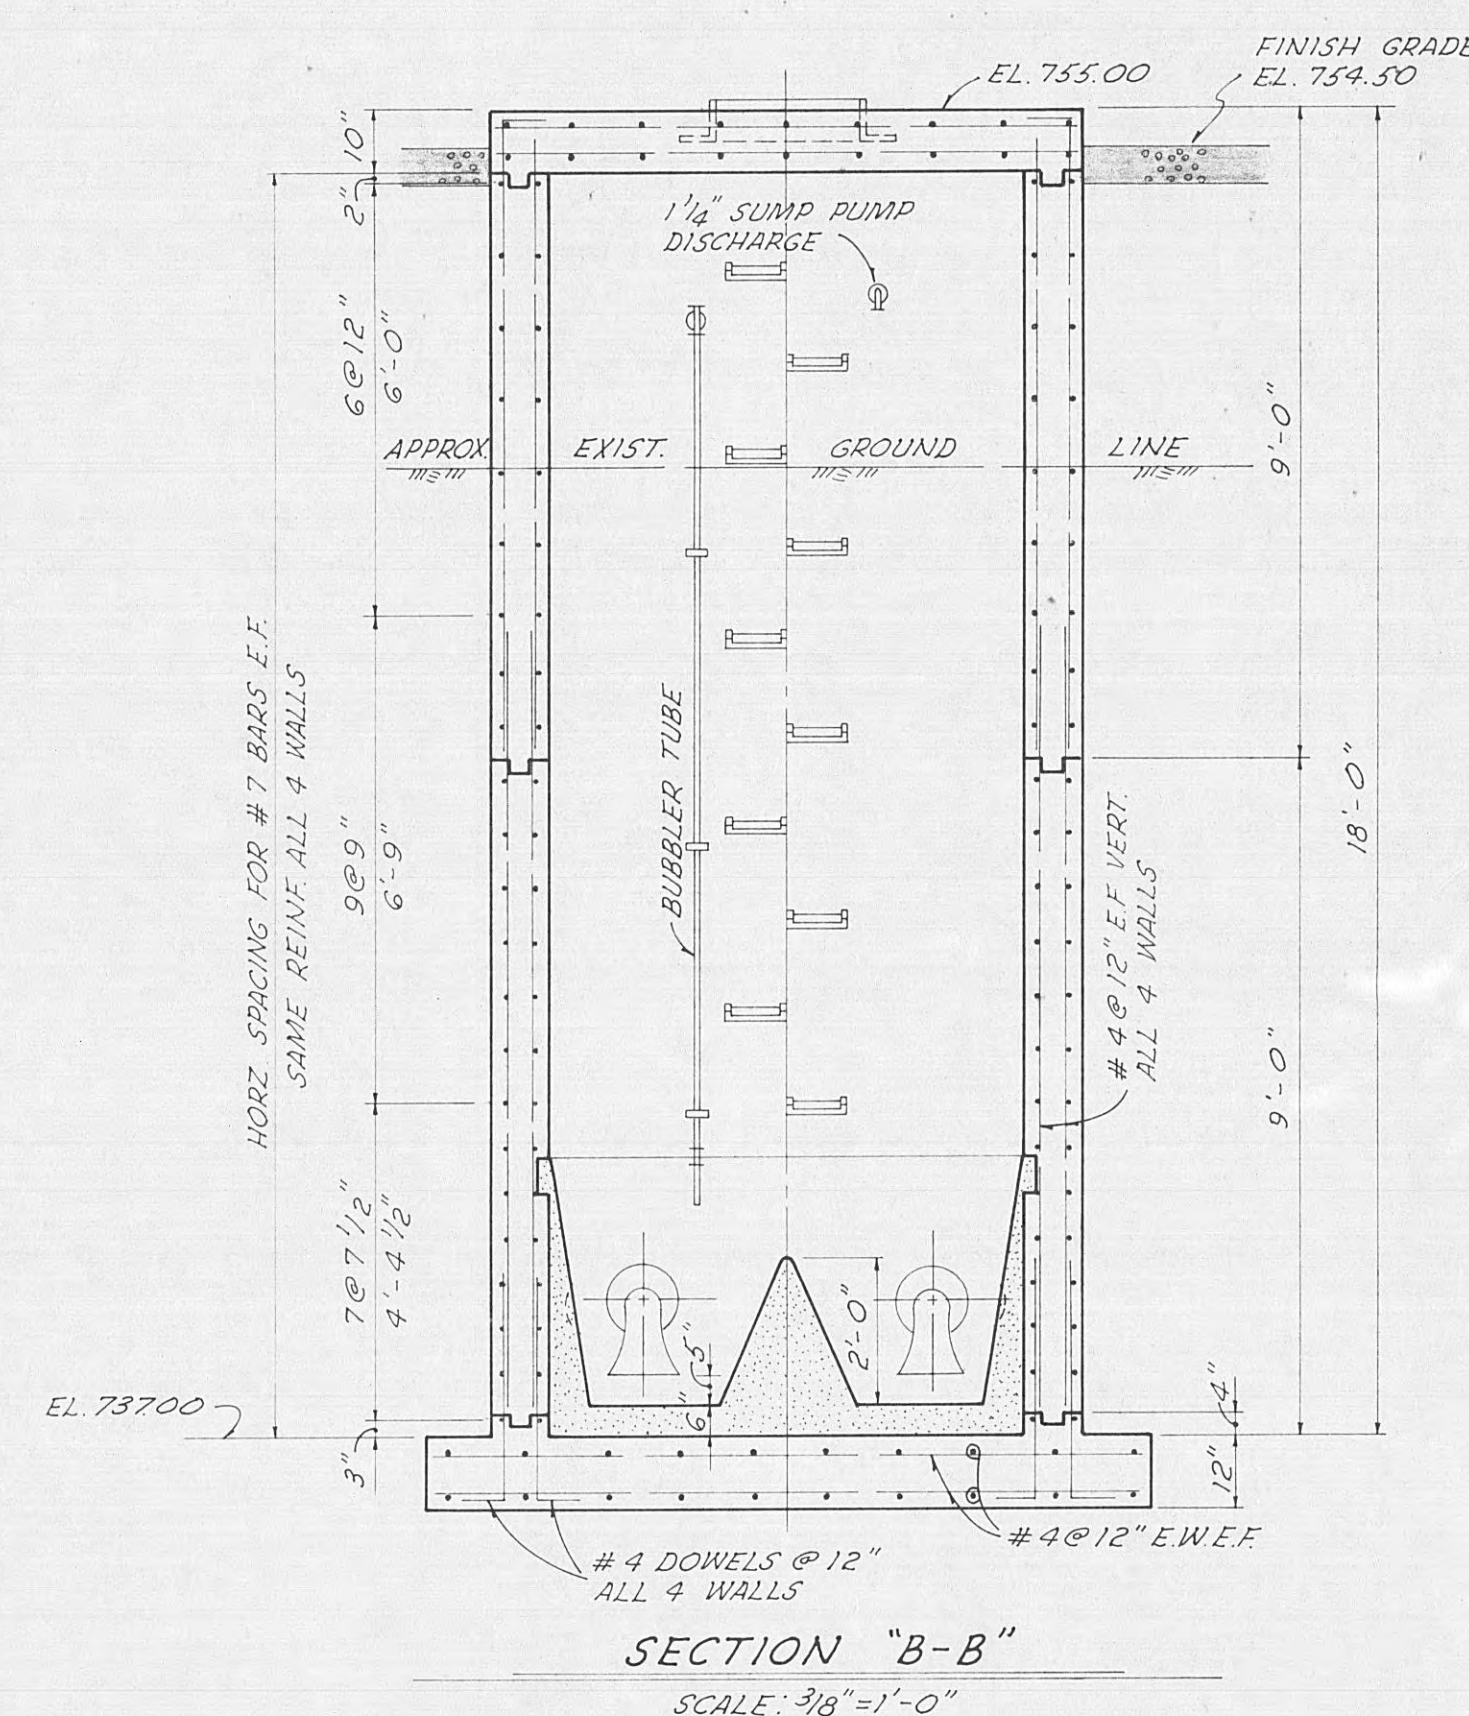 FINISH GRADE
EL. 755.00
EL. 754.50
10"
2"
1 1/4" SUMP PUMP
DISCHARGE
6@12"
6'-0"
9'-0"
APPROX. EXIST. GROUND LINE
HORZ. SPACING FOR #7 BARS E.F.
SAME REINF. ALL 4 WALLS
9@9"
6'-9"
BUBBLER TUBE
#4@12" E.F. VERT.
ALL 4 WALLS
18'-0"
9'-0"
7@7 1/2"
4'-4 1/2"
2'-0"
5"
6"
4"
EL. 737.00
3"
12"
#4@12" E.W.E.F.
#4 DOWELS @ 12"
ALL 4 WALLS
SECTION "B-B"
SCALE: 3/8"=1'-0"